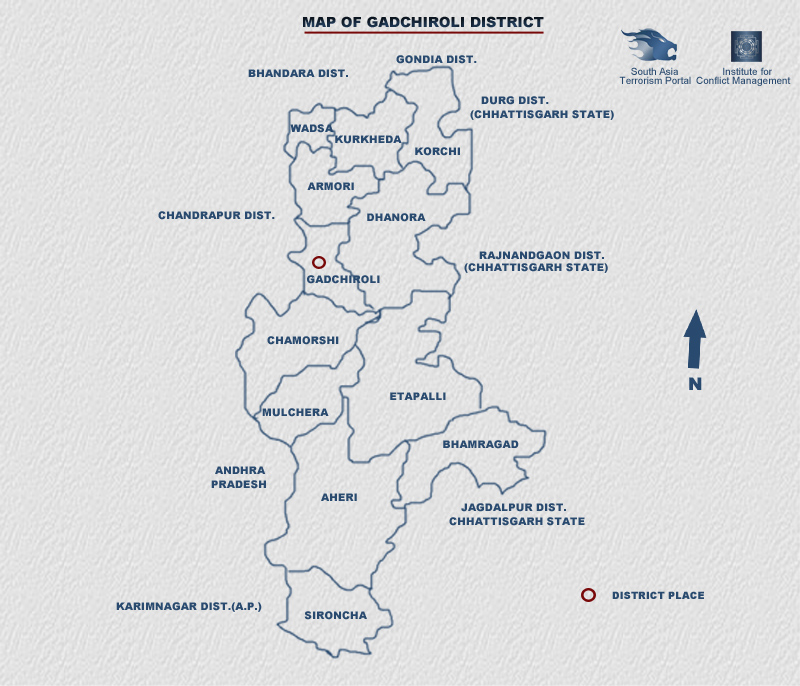 MAP OF GADCHIROLI DISTRICT
South Asia
Terrorism Portal
Institute for
Conflict Management
GONDIA DIST.
BHANDARA DIST.
DURG DIST.
(CHHATTISGARH STATE)
WADSA
KURKHEDA
KORCHI
ARMORI
CHANDRAPUR DIST.
DHANORA
RAJNANDGAON DIST.
(CHHATTISGARH STATE)
GADCHIROLI
CHAMORSHI
N
ETAPALLI
MULCHERA
BHAMRAGAD
ANDHRA
PRADESH
AHERI
JAGDALPUR DIST.
CHHATTISGARH STATE
DISTRICT PLACE
KARIMNAGAR DIST.(A.P.)
SIRONCHA